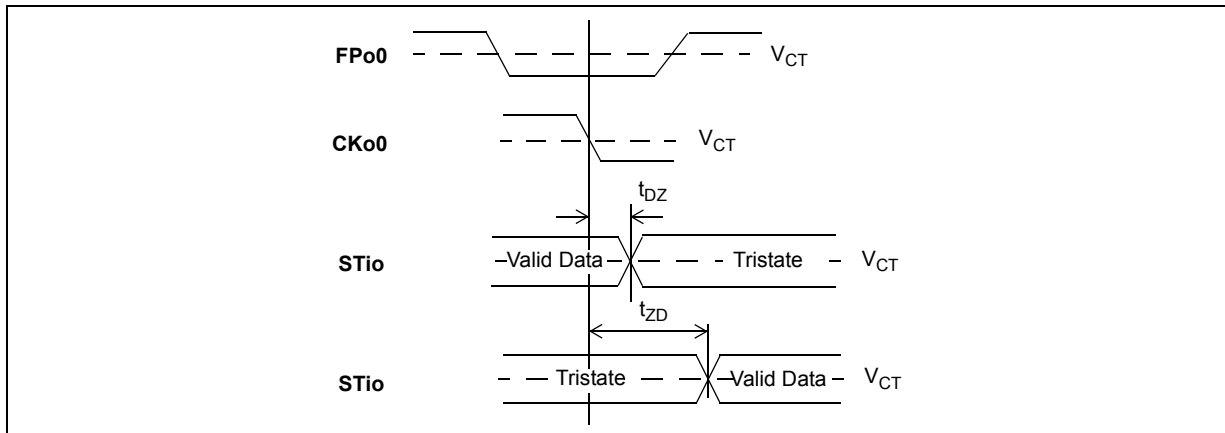 FPo0
V_CT
CKo0
V_CT
t_DZ
STio
Valid Data
Tristate
V_CT
t_ZD
STio
Tristate
Valid Data
V_CT